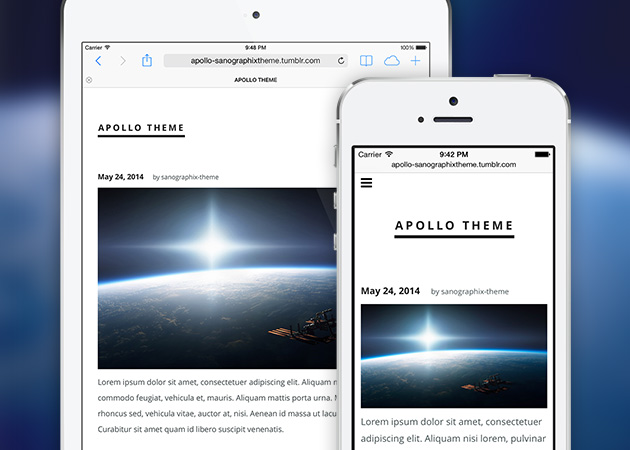 Carrier 9:48 PM 100%
apollo-sanographixtheme.tumblr.com
APOLLO THEME
APOLLO THEME
May 24, 2014 by sanographix-theme
Lorem ipsum dolor sit amet, consectetuer adipiscing elit. Aliquam
commodo feugiat, vehicula et, mauris. Aliquam mattis porta urna.
rhoncus sed, vehicula vitae, auctor at, nisi. Aenean id massa ut
Curabitur sit amet quam id libero suscipit venenatis.
Carrier 9:42 PM
apollo-sanographixtheme.tumblr.com
APOLLO THEME
May 24, 2014 by sanographix-theme
Lorem ipsum dolor sit amet, consectetuer
adipiscing elit. Aliquam nisi lorem, pulvinar